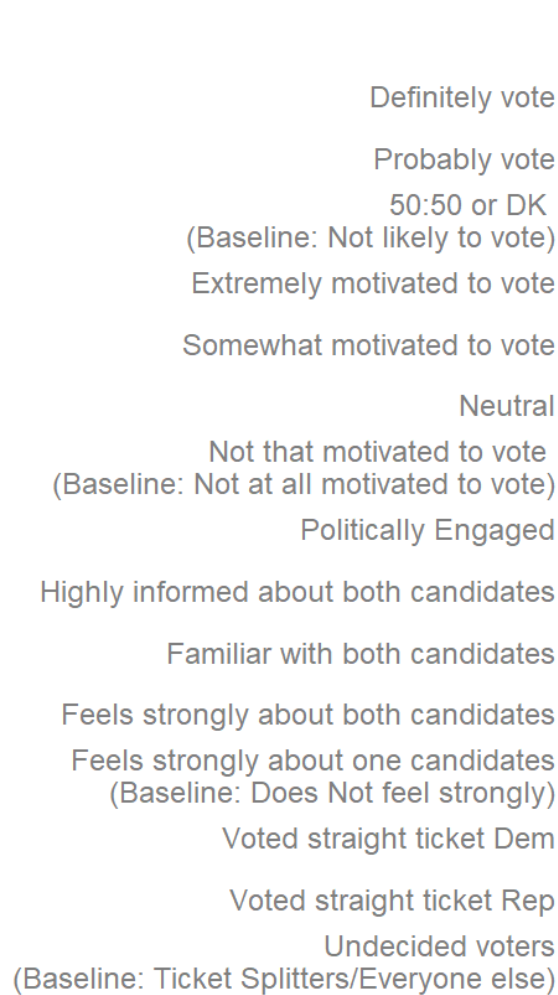 Definitely vote
Probably vote
50:50 or DK
(Baseline: Not likely to vote)
Extremely motivated to vote
Somewhat motivated to vote
Neutral
Not that motivated to vote
(Baseline: Not at all motivated to vote)
Politically Engaged
Highly informed about both candidates
Familiar with both candidates
Feels strongly about both candidates
Feels strongly about one candidates
(Baseline: Does Not feel strongly)
Voted straight ticket Dem
Voted straight ticket Rep
Undecided voters
(Baseline: Ticket Splitters/Everyone else)